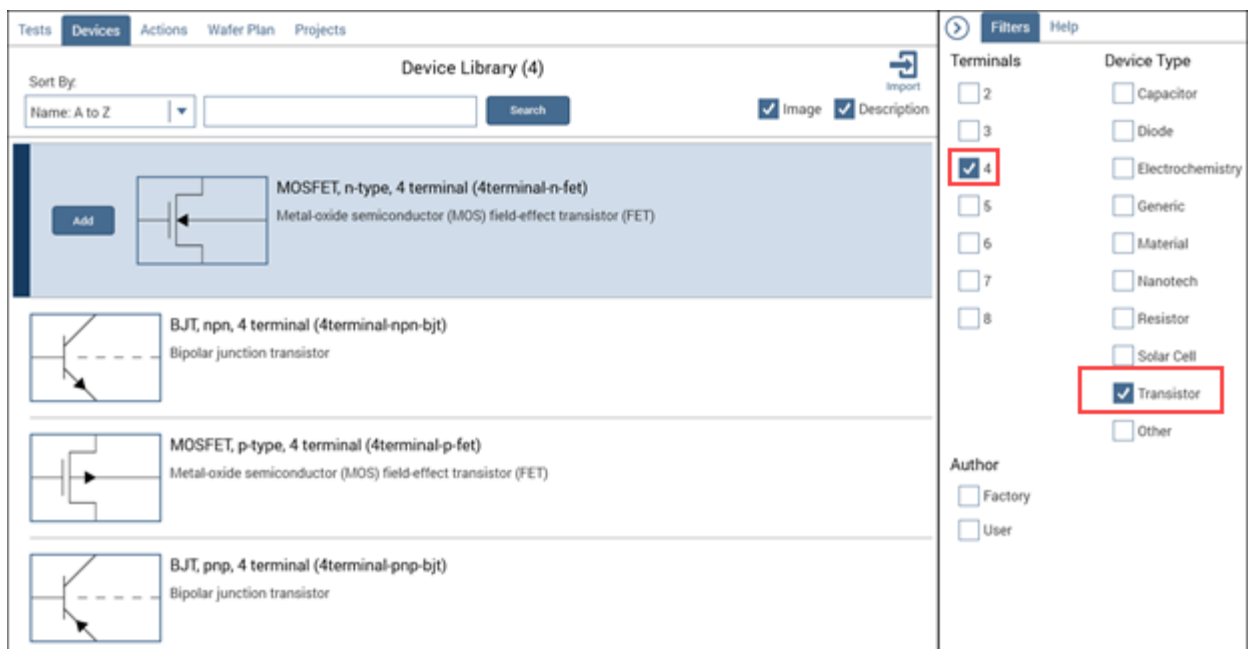 Tests Devices Actions Wafer Plan Projects
Device Library (4)
Import
Sort By:
Name: A to Z Search Image Description
Add
MOSFET, n-type, 4 terminal (4terminal-n-fet)
Metal-oxide semiconductor (MOS) field-effect transistor (FET)
BJT, npn, 4 terminal (4terminal-npn-bjt)
Bipolar junction transistor
MOSFET, p-type, 4 terminal (4terminal-p-fet)
Metal-oxide semiconductor (MOS) field-effect transistor (FET)
BJT, pnp, 4 terminal (4terminal-pnp-bjt)
Bipolar junction transistor
Filters Help
Terminals
2
3
4
5
6
7
8
Device Type
Capacitor
Diode
Electrochemistry
Generic
Material
Nanotech
Resistor
Solar Cell
Transistor
Other
Author
Factory
User